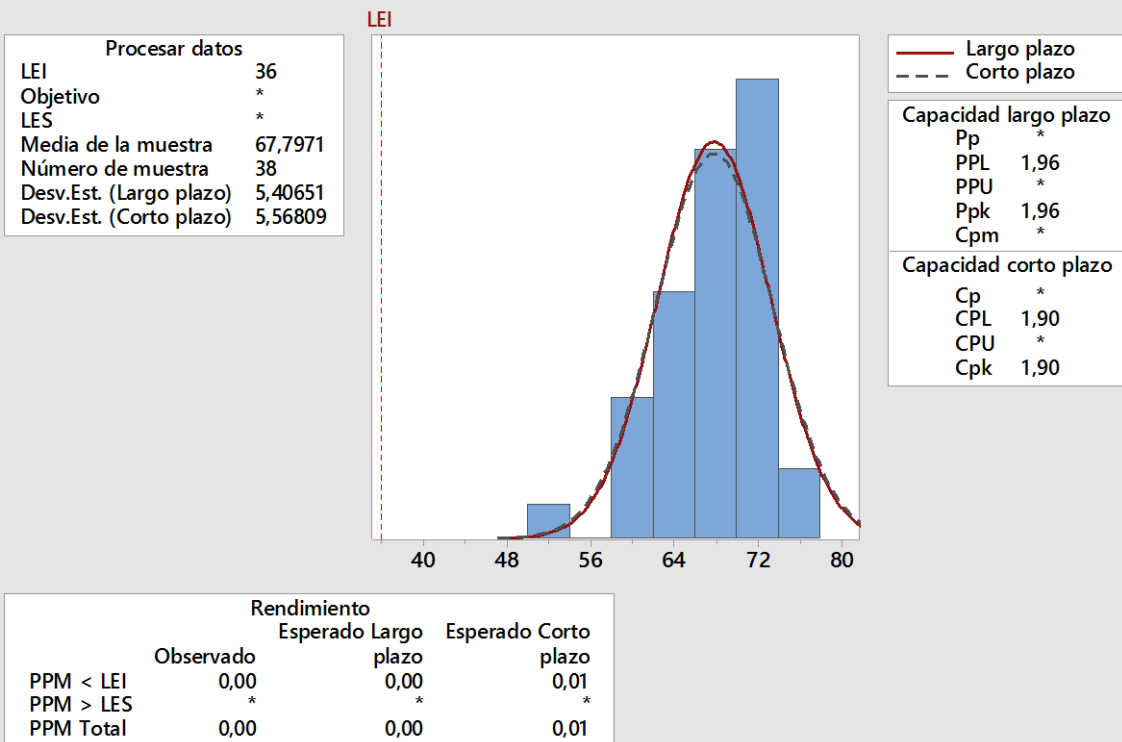 LEI
Procesar datos
LEI 36
Objetivo *
LES *
Media de la muestra 67,7971
Número de muestra 38
Desv.Est. (Largo plazo) 5,40651
Desv.Est. (Corto plazo) 5,56809
Largo plazo
Corto plazo
Capacidad largo plazo
Pp *
PPL 1,96
PPU *
Ppk 1,96
Cpm *
Capacidad corto plazo
Cp *
CPL 1,90
CPU *
Cpk 1,90
40 48 56 64 72 80
Rendimiento
Esperado Largo Esperado Corto
Observado plazo plazo
PPM < LEI 0,00 0,00 0,01
PPM > LES * * *
PPM Total 0,00 0,00 0,01